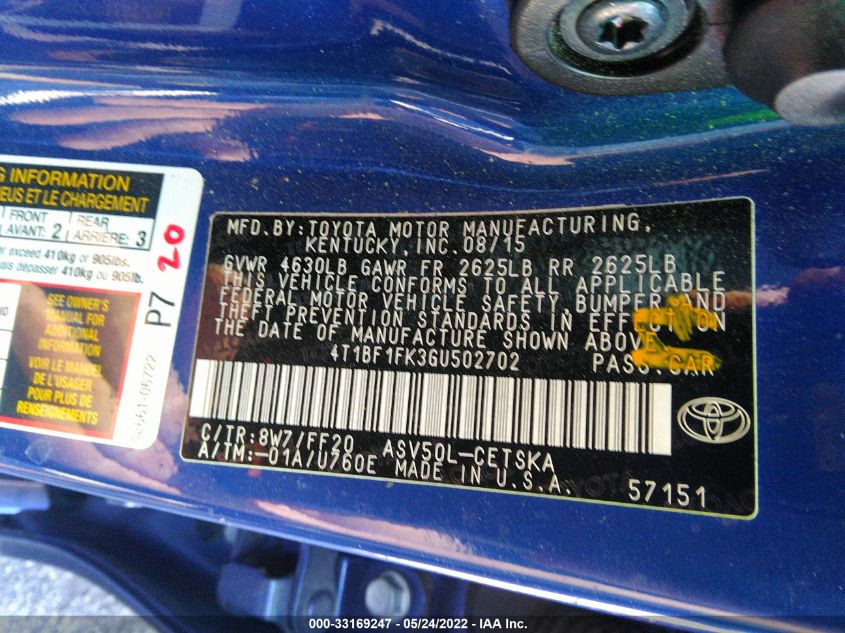 G INFORMATION
EUS ET LE CHARGEMENT
FRONT
AVANT: 2
REAR
ARRIÈRE: 3
er exceed 410kg or 905lbs.
ais dépasser 410kg ou 905lb.
SEE OWNER'S
MANUAL FOR
ADDITIONAL
INFORMATION
VOIR LE MANUEL
DE L'USAGER
POUR PLUS DE
RENSEIGNEMENTS
P7 20
MFD.BY:TOYOTA MOTOR MANUFACTURING,
KENTUCKY, INC. 08/15
GVWR 4630LB GAWR FR 2625LB RR 2625LB
THIS VEHICLE CONFORMS TO ALL APPLICABLE
FEDERAL MOTOR VEHICLE SAFETY, BUMPER AND
THEFT PREVENTION STANDARDS IN EFFECT ON
THE DATE OF MANUFACTURE SHOWN ABOVE.
4T1BF1FK36U502702 PASS.CAR
C/TR:8W7/FF20 ASV50L-CETSKA
A/TM:-01A/U760E MADE IN U.S.A.
57151
000-33169247 - 05/24/2022 - IAA Inc.